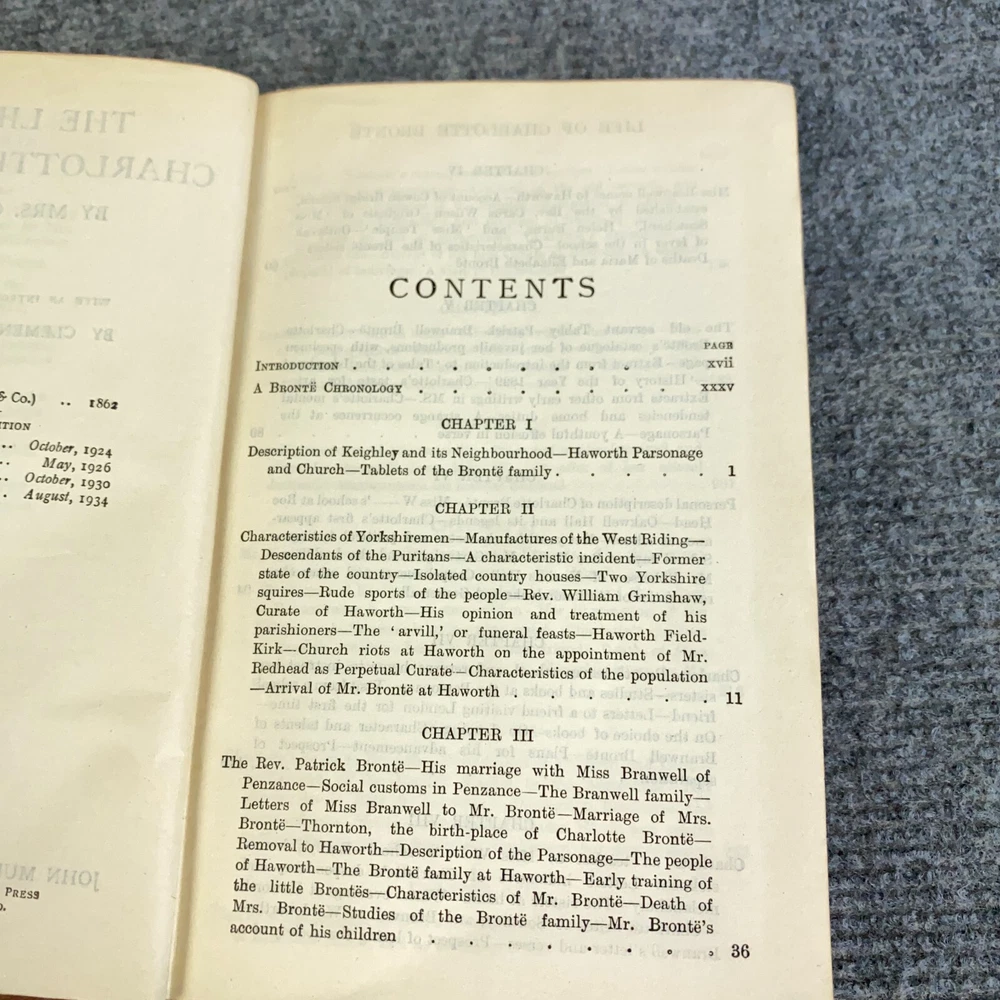 & Co.) .. 1862
ITION
.. October, 1924
.. May, 1926
.. October, 1930
.. August, 1934
PRESS
CONTENTS
PAGE
INTRODUCTION . . . . . . . . xvii
A BRONTË CHRONOLOGY . . . . . . . xxxv
CHAPTER I
Description of Keighley and its Neighbourhood—Haworth Parsonage
and Church—Tablets of the Brontë family . . . . . 1
CHAPTER II
Characteristics of Yorkshiremen—Manufactures of the West Riding—
Descendants of the Puritans—A characteristic incident—Former
state of the country—Isolated country houses—Two Yorkshire
squires—Rude sports of the people—Rev. William Grimshaw,
Curate of Haworth—His opinion and treatment of his
parishioners—The ‘arvill,’ or funeral feasts—Haworth Field-
Kirk—Church riots at Haworth on the appointment of Mr.
Redhead as Perpetual Curate—Characteristics of the population
—Arrival of Mr. Brontë at Haworth . . . . . . 11
CHAPTER III
The Rev. Patrick Brontë—His marriage with Miss Branwell of
Penzance—Social customs in Penzance—The Branwell family—
Letters of Miss Branwell to Mr. Brontë—Marriage of Mrs.
Brontë—Thornton, the birth-place of Charlotte Brontë—
Removal to Haworth—Description of the Parsonage—The people
of Haworth—The Brontë family at Haworth—Early training of
the little Brontës—Characteristics of Mr. Brontë—Death of
Mrs. Brontë—Studies of the Brontë family—Mr. Brontë's
account of his children . . . . . . . . 36